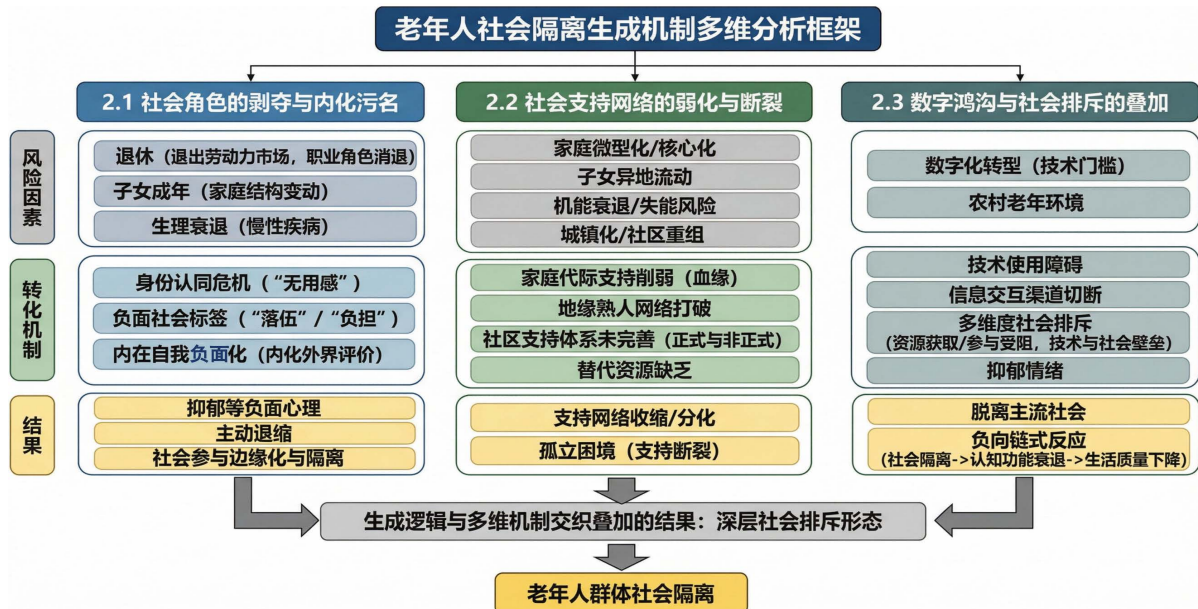 老年人社会隔离生成机制多维分析框架
2.1 社会角色的剥夺与内化污名
2.2 社会支持网络的弱化与断裂
2.3 数字鸿沟与社会排斥的叠加
风险因素
退休（退出劳动力市场，职业角色消退）
子女成年（家庭结构变动）
生理衰退（慢性疾病）
家庭微型化/核心化
子女异地流动
机能衰退/失能风险
城镇化/社区重组
数字化转型（技术门槛）
农村老年环境
转化机制
身份认同危机（“无用感”）
负面社会标签（“落伍”/“负担”）
内在自我负面化（内化外界评价）
家庭代际支持削弱（血缘）
地缘熟人网络打破
社区支持体系未完善（正式与非正式）
替代资源缺乏
技术使用障碍
信息交互渠道切断
多维度社会排斥
（资源获取/参与受阻，技术与社会壁垒）
抑郁情绪
结果
抑郁等负面心理
主动退缩
社会参与边缘化与隔离
支持网络收缩/分化
孤立困境（支持断裂）
脱离主流社会
负向链式反应
（社会隔离->认知功能衰退->生活质量下降）
生成逻辑与多维机制交织叠加的结果：深层社会排斥形态
老年人群体社会隔离